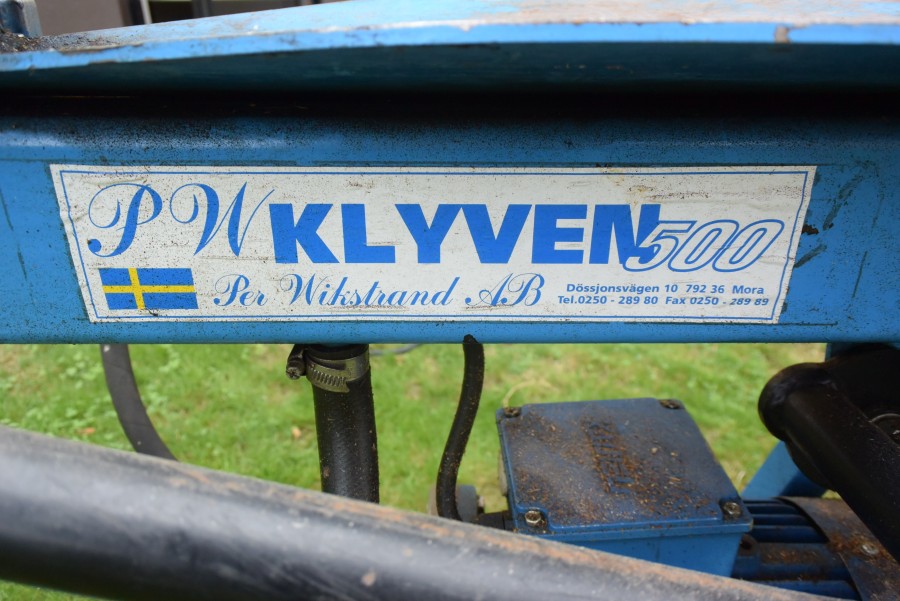 PW KLYVEN 500
Per Wikstrand AB
Dössjonsvägen 10 792 36 Mora
Tel.0250 - 289 80 Fax 0250 - 289 89